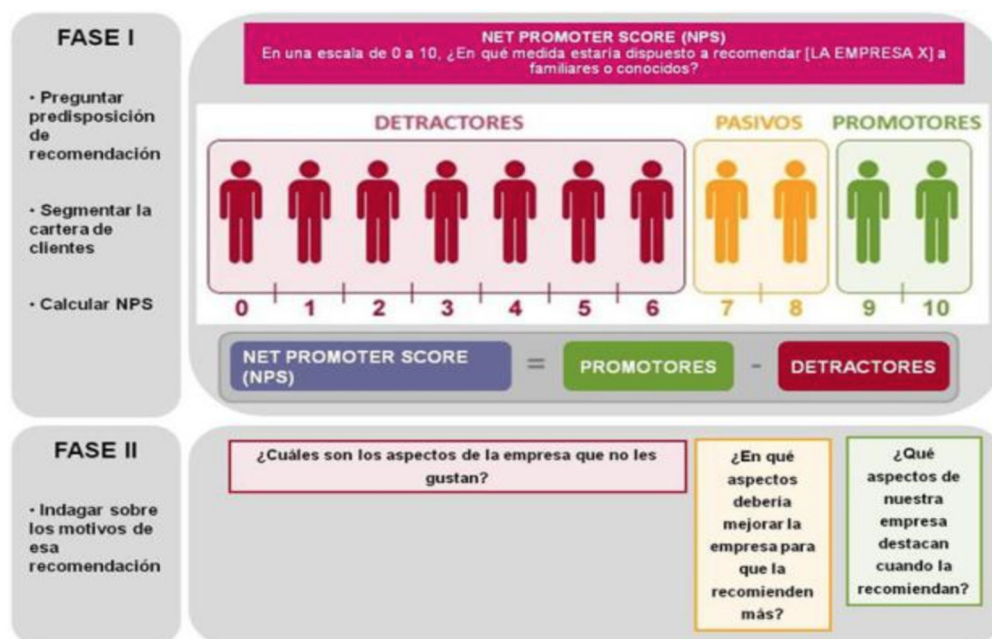 FASE I
• Preguntar
predisposición
de
recomendación
• Segmentar la
cartera de
clientes
• Calcular NPS
NET PROMOTER SCORE (NPS)
En una escala de 0 a 10, ¿En qué medida estaría dispuesto a recomendar [LA EMPRESA X] a
familiares o conocidos?
DETRACTORES PASIVOS PROMOTORES
0 1 2 3 4 5 6 7 8 9 10
NET PROMOTER SCORE
(NPS)
= PROMOTORES - DETRACTORES
FASE II
• Indagar sobre
los motivos de
esa
recomendación
¿Cuáles son los aspectos de la empresa que no les
gustan?
¿En qué
aspectos
debería
mejorar la
empresa para
que la
recomienden
más?
¿Qué
aspectos de
nuestra
empresa
destacan
cuando la
recomiendan?